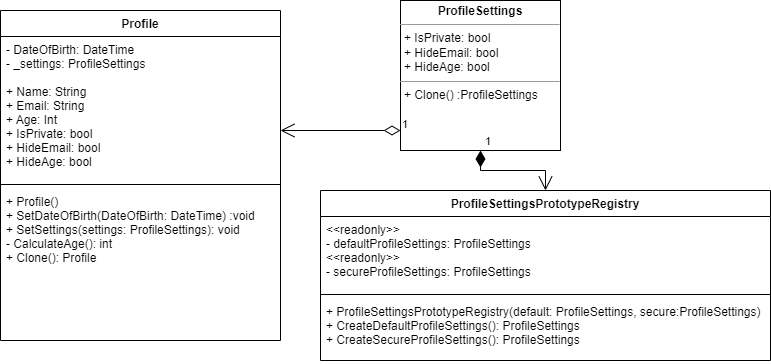 Profile
- DateOfBirth: DateTime
- _settings: ProfileSettings
+ Name: String
+ Email: String
+ Age: Int
+ IsPrivate: bool
+ HideEmail: bool
+ HideAge: bool
+ Profile()
+ SetDateOfBirth(DateOfBirth: DateTime) :void
+ SetSettings(settings: ProfileSettings): void
- CalculateAge(): int
+ Clone(): Profile
ProfileSettings
+ IsPrivate: bool
+ HideEmail: bool
+ HideAge: bool
+ Clone() :ProfileSettings
1
1
ProfileSettingsPrototypeRegistry
<<readonly>>
- defaultProfileSettings: ProfileSettings
<<readonly>>
- secureProfileSettings: ProfileSettings
+ ProfileSettingsPrototypeRegistry(default: ProfileSettings, secure:ProfileSettings)
+ CreateDefaultProfileSettings(): ProfileSettings
+ CreateSecureProfileSettings(): ProfileSettings